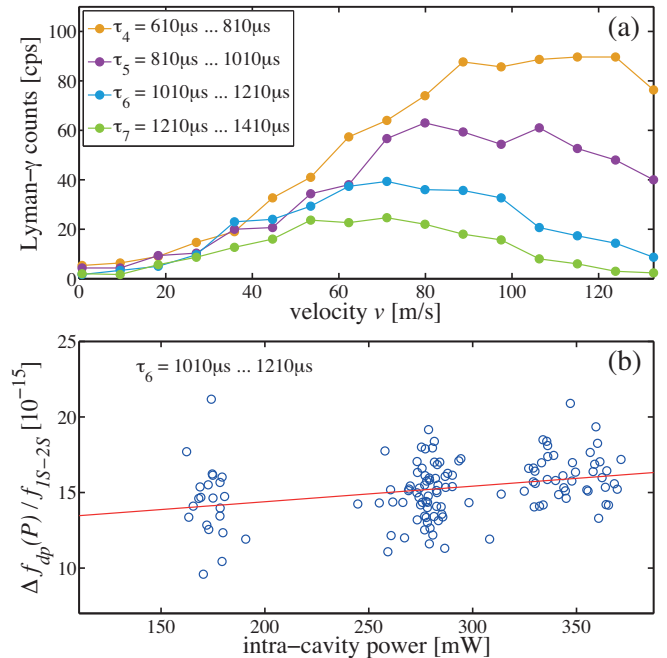 (a)
τ4 = 610μs ... 810μs
τ5 = 810μs ... 1010μs
τ6 = 1010μs ... 1210μs
τ7 = 1210μs ... 1410μs
Lyman−γ counts [cps]
100
80
60
40
20
0
0 20 40 60 80 100 120
velocity v [m/s]
(b)
τ6 = 1010μs ... 1210μs
Δ fdp(P) / f1S−2S [10−15]
25
20
15
10
150 200 250 300 350
intra−cavity power [mW]